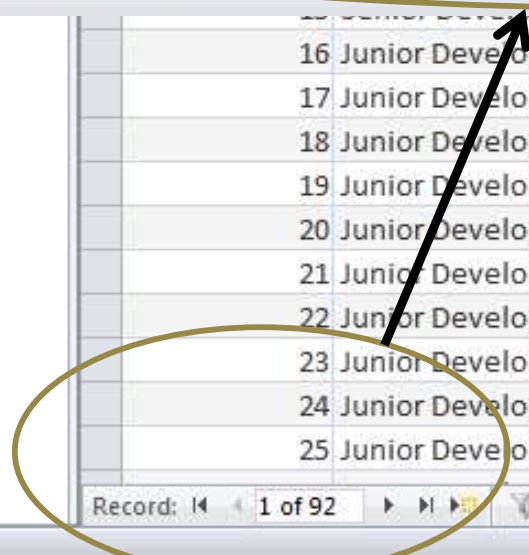 16 Junior Develo
17 Junior Develo
18 Junior Develo
19 Junior Develo
20 Junior Develo
21 Junior Develo
22 Junior Develo
23 Junior Develo
24 Junior Develo
25 Junior Develo
Record: 1 of 92